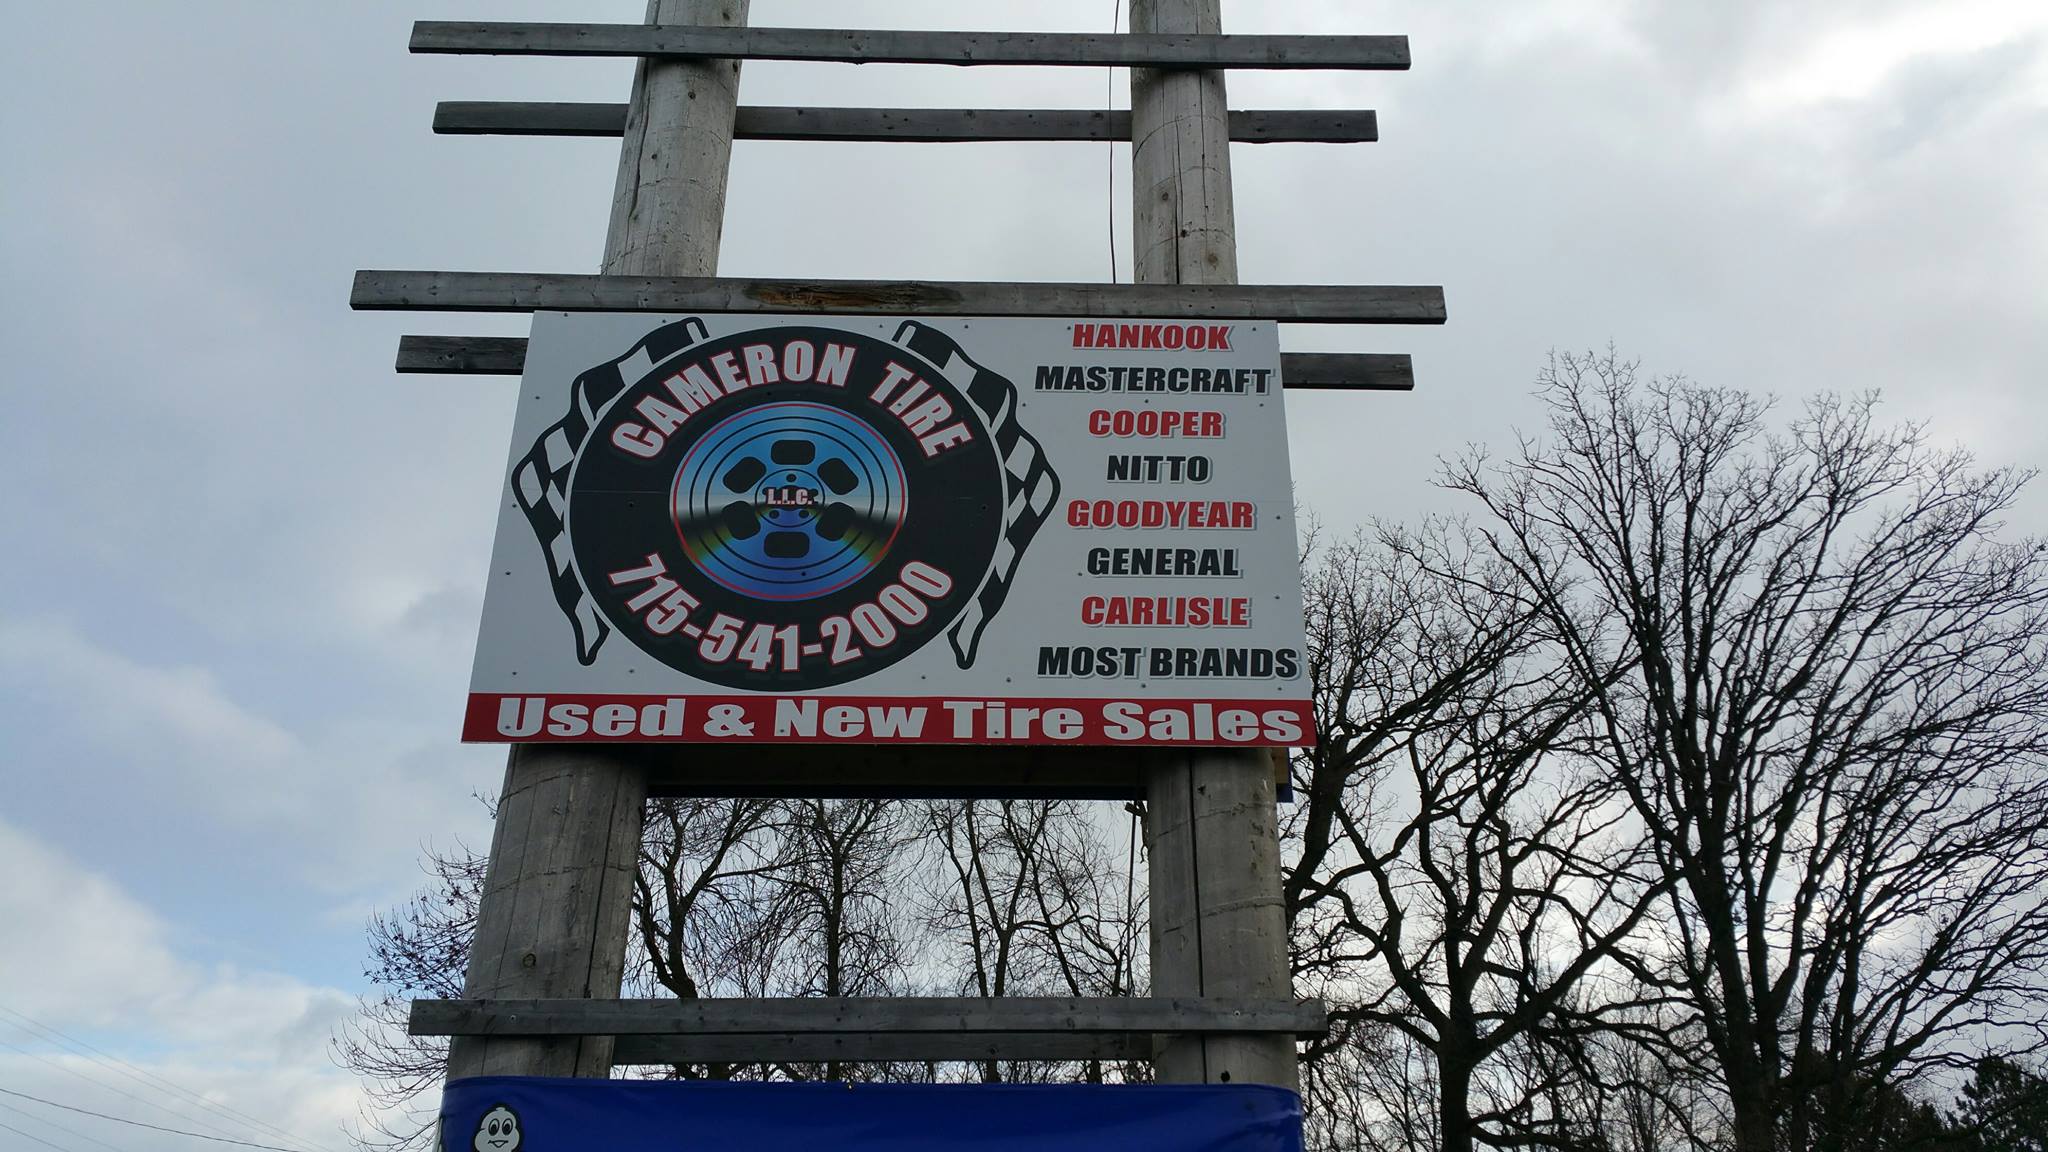 CAMERON TIRE
L.L.C.
715-541-2000
HANKOOK
MASTERCRAFT
COOPER
NITTO
GOODYEAR
GENERAL
CARLISLE
MOST BRANDS
Used & New Tire Sales